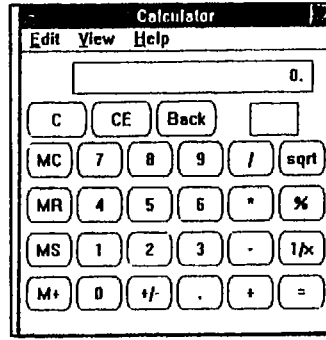 Calculator
Edit View Help
0.
C CE Back
MC 7 8 9 / sqrt
MR 4 5 6 * %
MS 1 2 3 - 1/x
M+ 0 +/- . + =